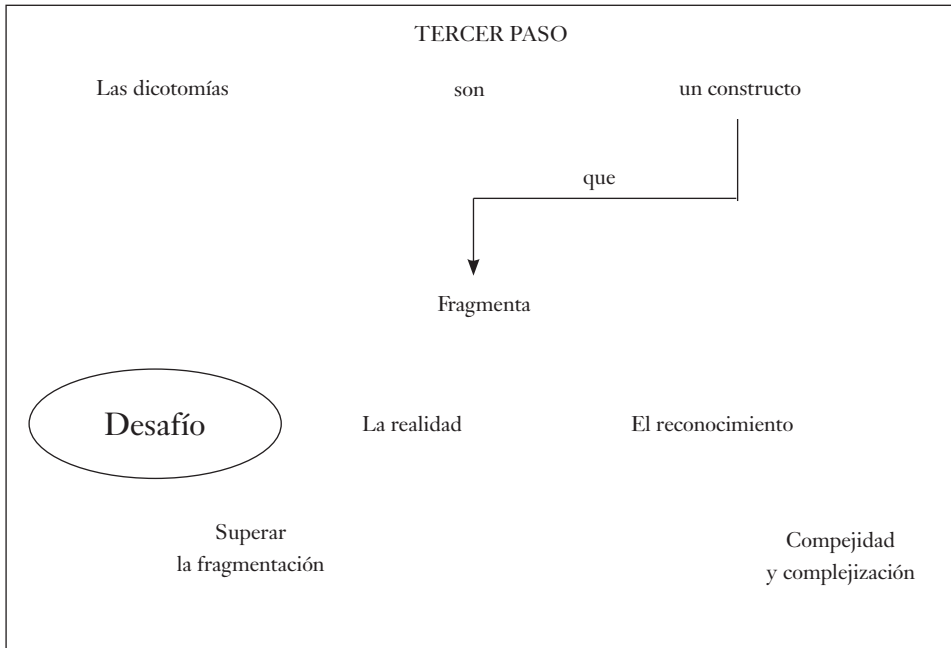 TERCER PASO
Las dicotomías son un constructo
que
Fragmenta
Desafío La realidad El reconocimiento
Superar
la fragmentación
Compejidad
y complejización